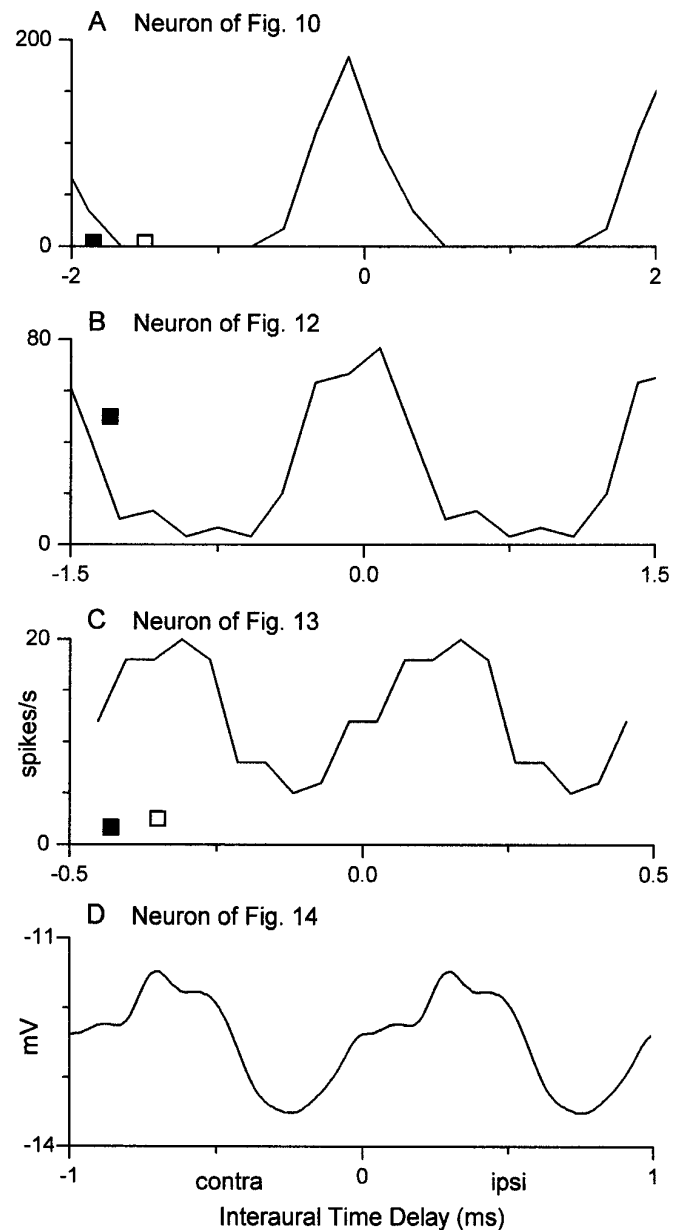 A Neuron of Fig. 10
200
0
-2 0 2
B Neuron of Fig. 12
80
0
-1.5 0.0 1.5
C Neuron of Fig. 13
20
spikes/s
0
-0.5 0.0 0.5
D Neuron of Fig. 14
-11
mV
-14
-1 contra 0 ipsi 1
Interaural Time Delay (ms)